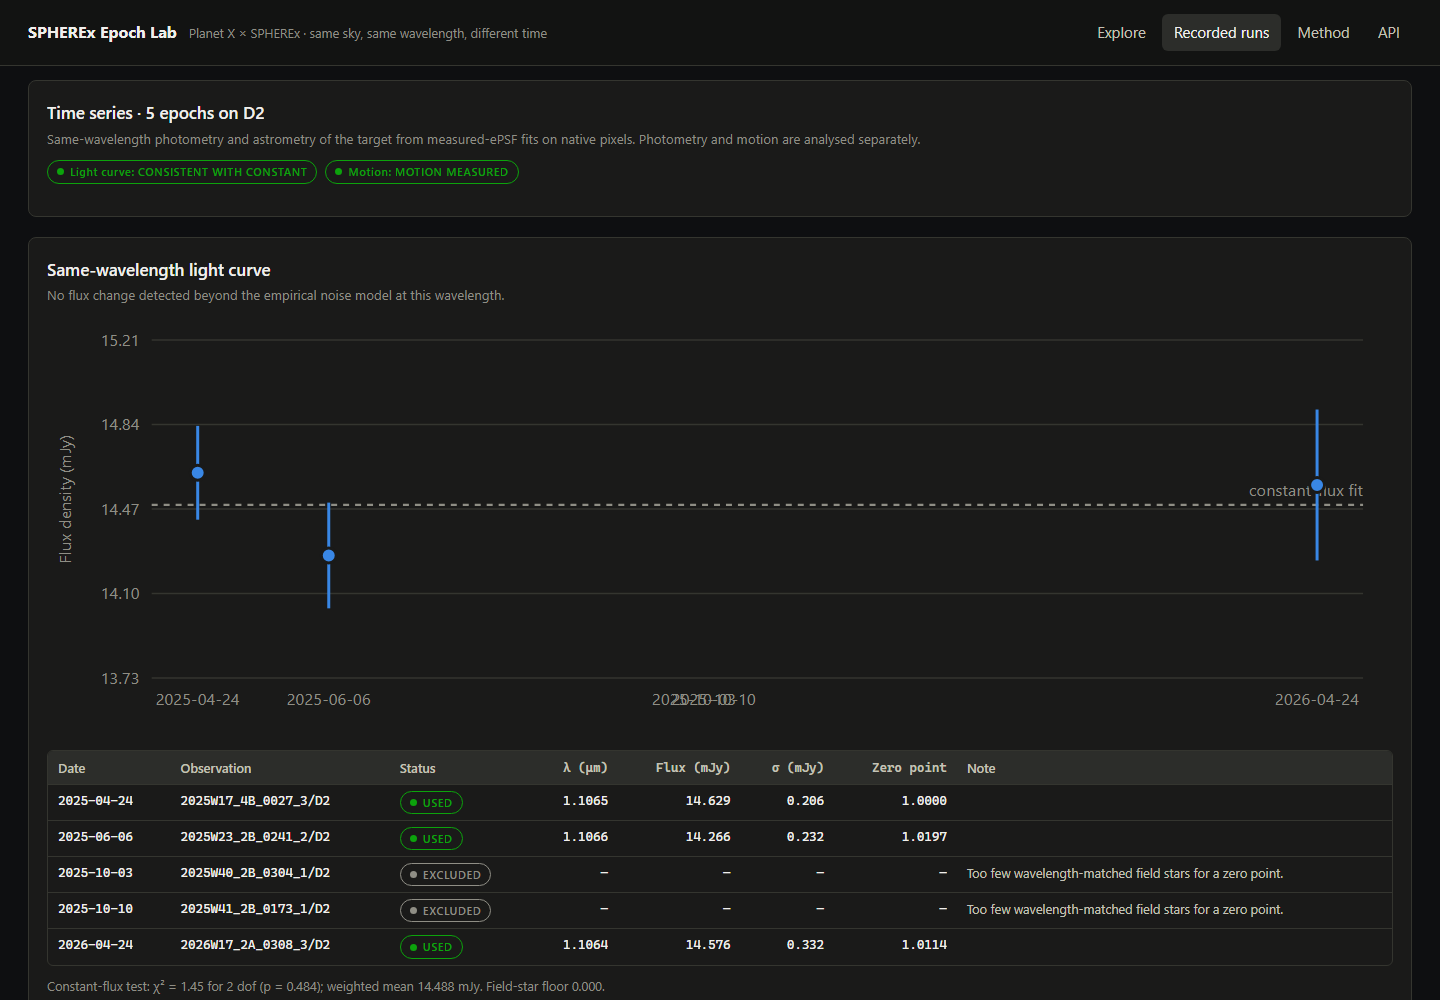 SPHEREx Epoch Lab Planet X × SPHEREx · same sky, same wavelength, different time Explore Recorded runs Method API
Time series · 5 epochs on D2
Same-wavelength photometry and astrometry of the target from measured-ePSF fits on native pixels. Photometry and motion are analysed separately.
Light curve: CONSISTENT WITH CONSTANT Motion: MOTION MEASURED
Same-wavelength light curve
No flux change detected beyond the empirical noise model at this wavelength.
15.21
14.84
14.47
14.10
13.73
Flux density (mJy)
constant flux fit
2025-04-24 2025-06-06 2025-10-03 2025-10-10 2026-04-24
Date Observation Status λ (μm) Flux (mJy) σ (mJy) Zero point Note
2025-04-24 2025W17_4B_0027_3/D2 USED 1.1065 14.629 0.206 1.0000
2025-06-06 2025W23_2B_0241_2/D2 USED 1.1066 14.266 0.232 1.0197
2025-10-03 2025W40_2B_0304_1/D2 EXCLUDED — — — — Too few wavelength-matched field stars for a zero point.
2025-10-10 2025W41_2B_0173_1/D2 EXCLUDED — — — — Too few wavelength-matched field stars for a zero point.
2026-04-24 2026W17_2A_0308_3/D2 USED 1.1064 14.576 0.332 1.0114
Constant-flux test: χ² = 1.45 for 2 dof (p = 0.484); weighted mean 14.488 mJy. Field-star floor 0.000.